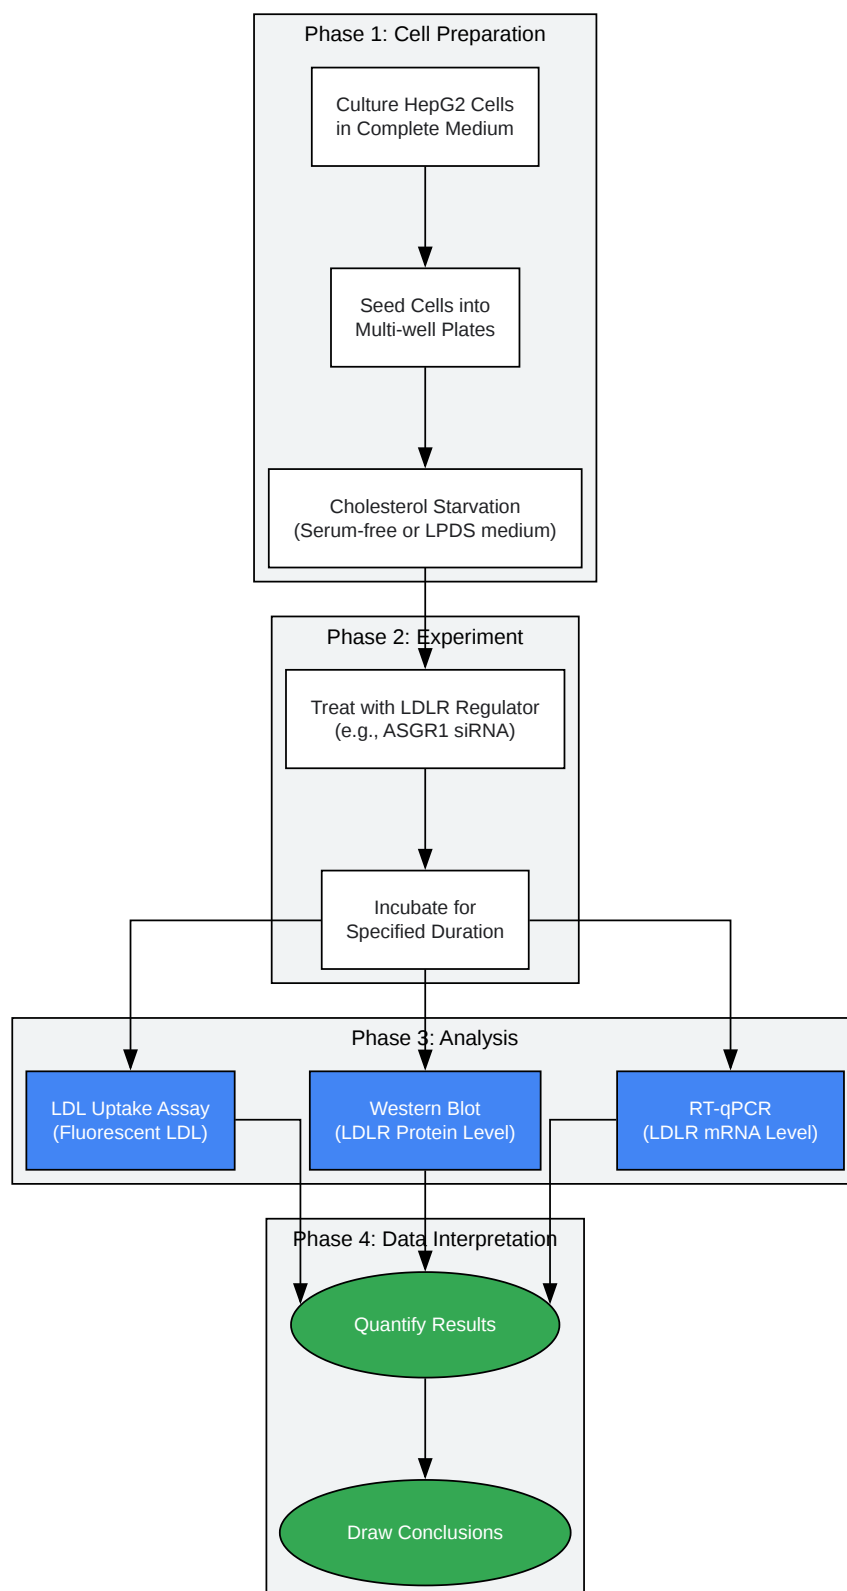 Phase 1: Cell Preparation
Culture HepG2 Cells
in Complete Medium
Seed Cells into
Multi-well Plates
Cholesterol Starvation
(Serum-free or LPDS medium)
Phase 2: Experiment
Treat with LDLR Regulator
(e.g., ASGR1 siRNA)
Incubate for
Specified Duration
Phase 3: Analysis
LDL Uptake Assay
(Fluorescent LDL)
Western Blot
(LDLR Protein Level)
RT-qPCR
(LDLR mRNA Level)
Phase 4: Data Interpretation
Quantify Results
Draw Conclusions